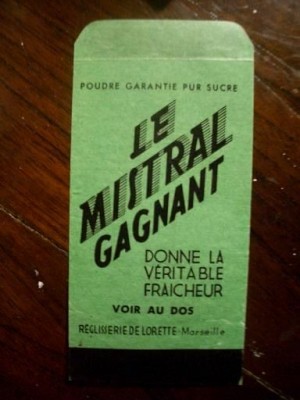 POUDRE GARANTIE PUR SUCRE
LE
MISTRAL
GAGNANT
DONNE LA
VÉRITABLE
FRAICHEUR
VOIR AU DOS
RÉGLISSERIE DE LORETTE-Marseille